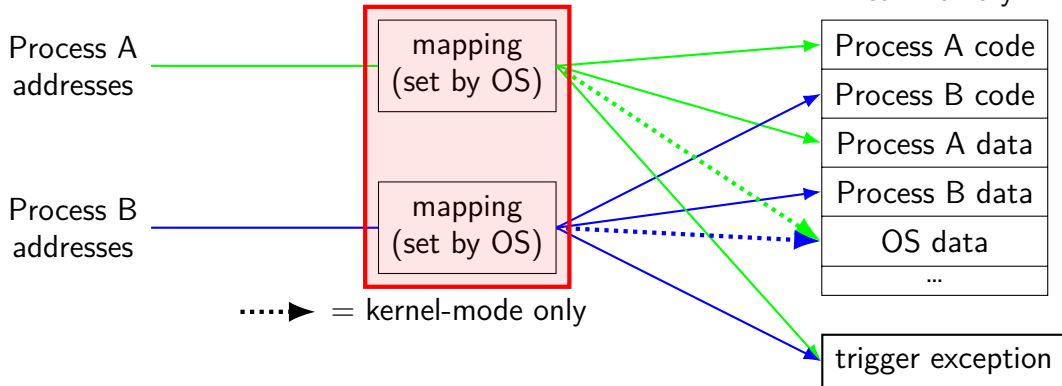 Process A
addresses
mapping
(set by OS)
Process A code
Process B code
Process A data
Process B
addresses
mapping
(set by OS)
Process B data
OS data
...
= kernel-mode only
trigger exception